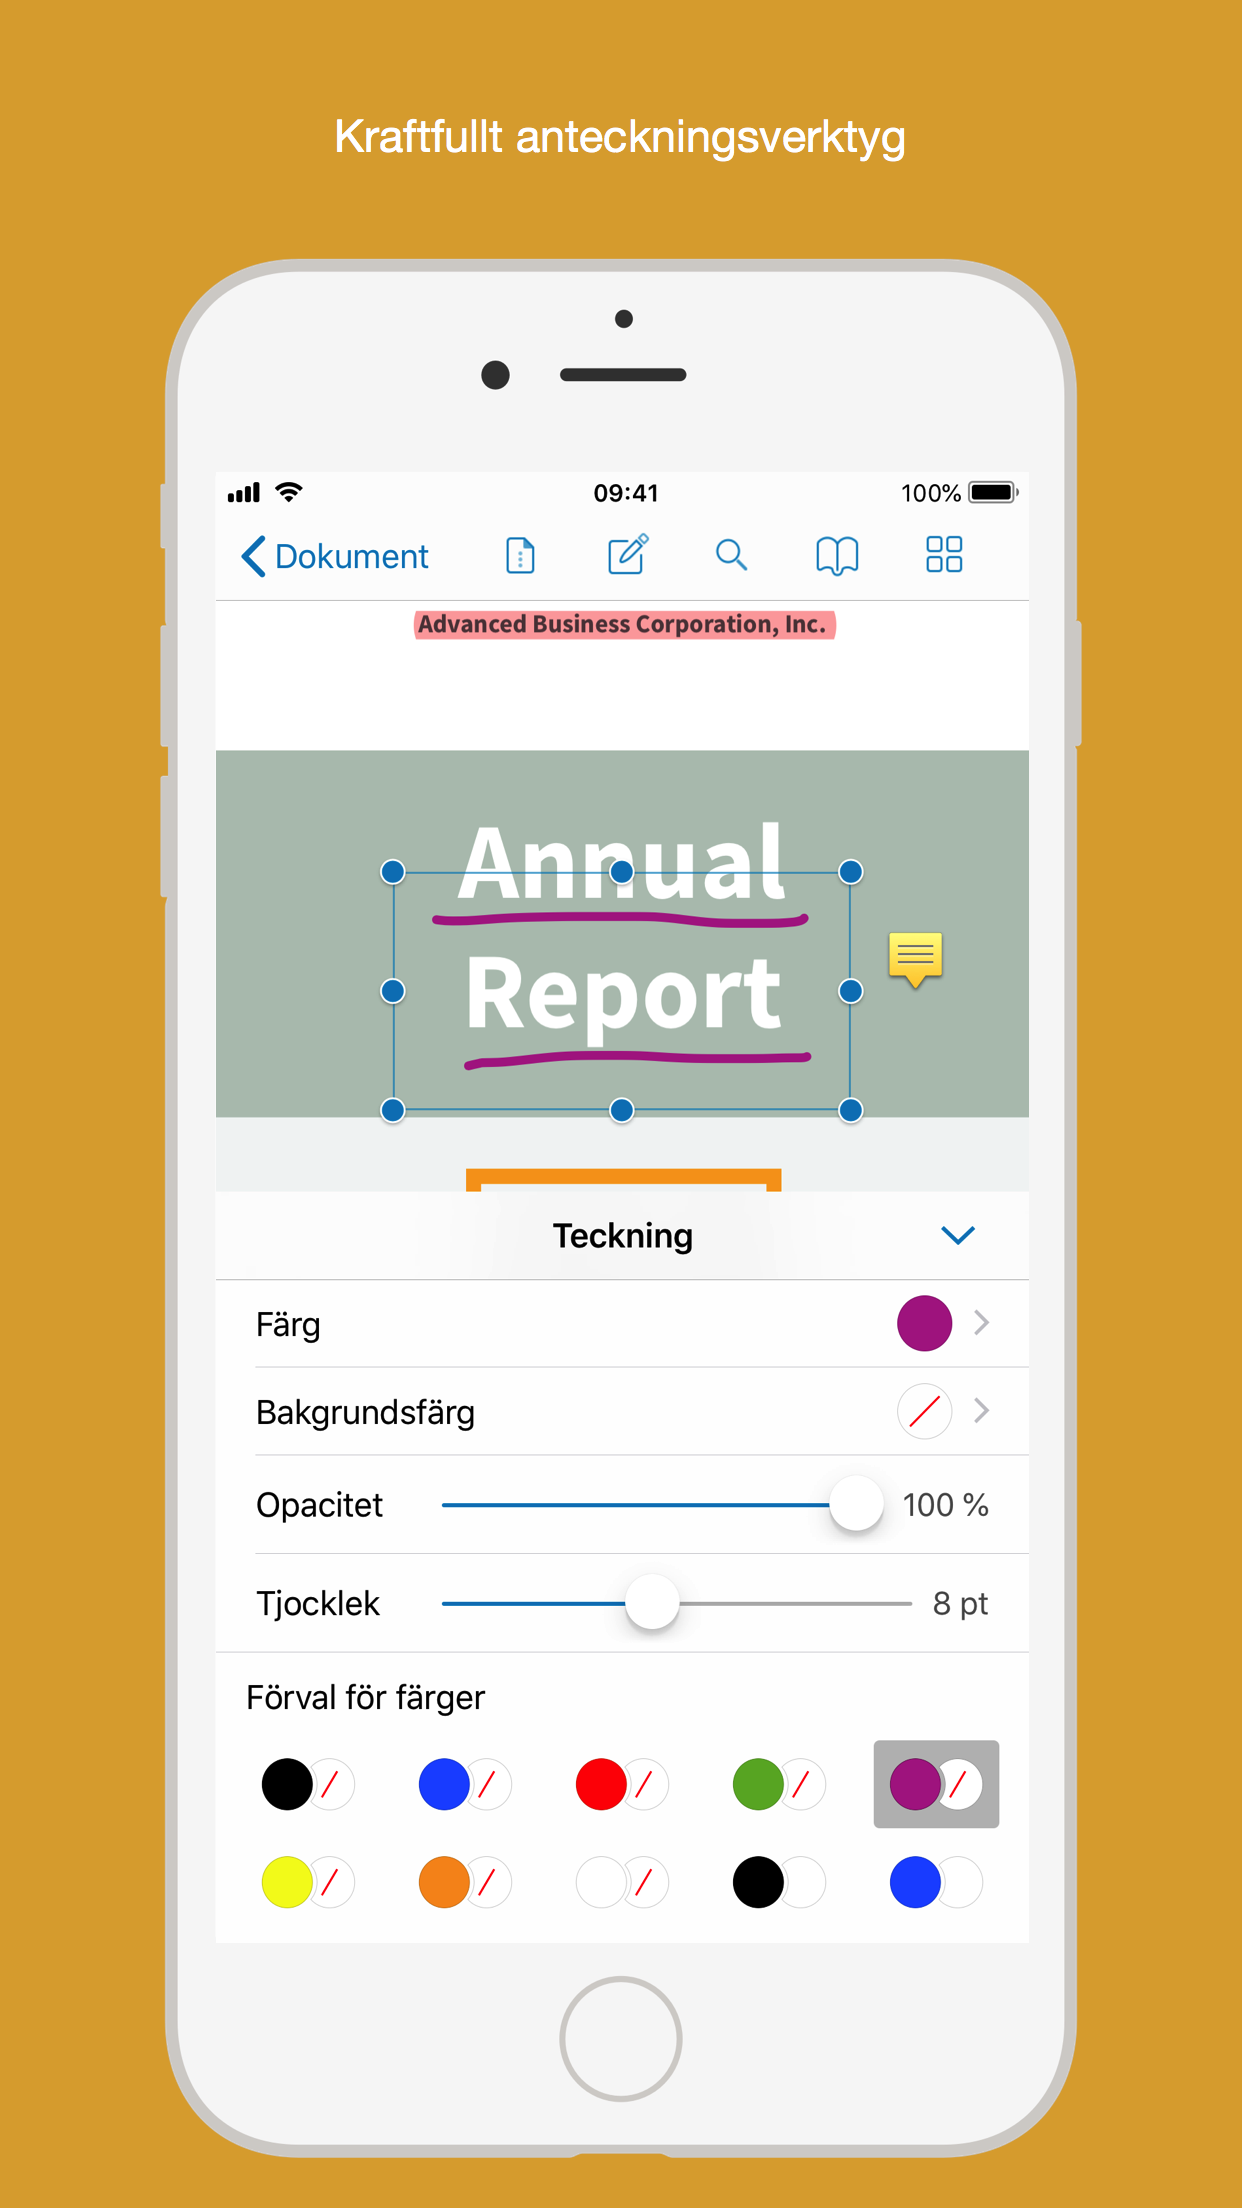 Kraftfullt anteckningsverktyg
09:41
100%
Dokument
Advanced Business Corporation, Inc.
Annual
Report
Teckning
Färg
Bakgrundsfärg
Opacitet 100 %
Tjocklek 8 pt
Förval för färger